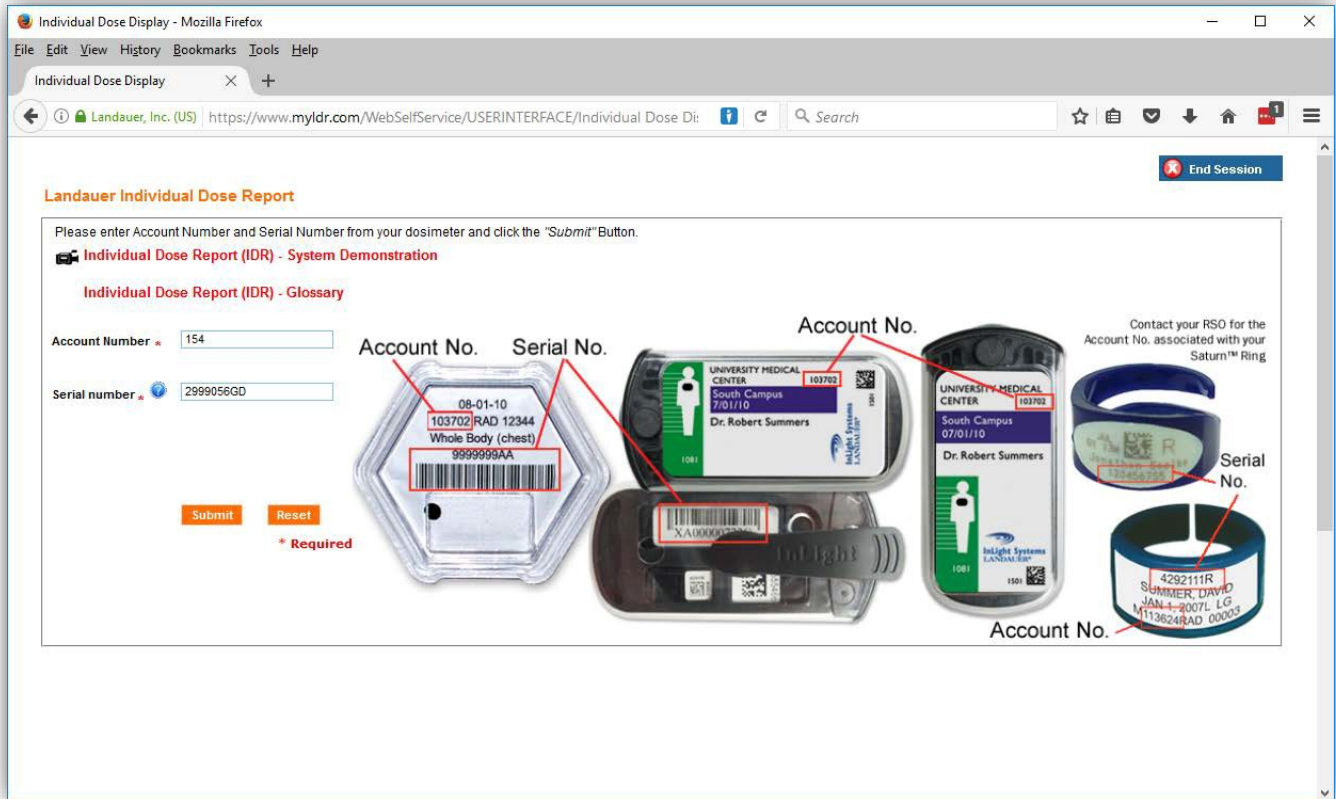 Individual Dose Display - Mozilla Firefox
File Edit View History Bookmarks Tools Help
Individual Dose Display
Landauer, Inc. (US) https://www.myldr.com/WebSelfService/USERINTERFACE/Individual Dose Di
Search
1
End Session
Landauer Individual Dose Report
Please enter Account Number and Serial Number from your dosimeter and click the "Submit" Button.
Individual Dose Report (IDR) - System Demonstration
Individual Dose Report (IDR) - Glossary
Account Number * 154
Serial number * 2999056GD
Submit Reset
* Required
Account No. Serial No.
08-01-10
103702 RAD 12344
Whole Body (chest)
9999999AA
Account No.
UNIVERSITY MEDICAL
CENTER 103702
South Campus
7/01/10
Dr. Robert Summers
1081
1501
InLight Systems
LANDAUER®
InLight
UNIVERSITY MEDICAL
CENTER 103702
South Campus
07/01/10
Dr. Robert Summers
InLight Systems
LANDAUER®
1081
1501
Contact your RSO for the
Account No. associated with your
Saturn™ Ring
R
Serial
No.
4292111R
SUMMER, DAVID
JAN 1, 2007L LG
M113624RAD 00003
Account No.